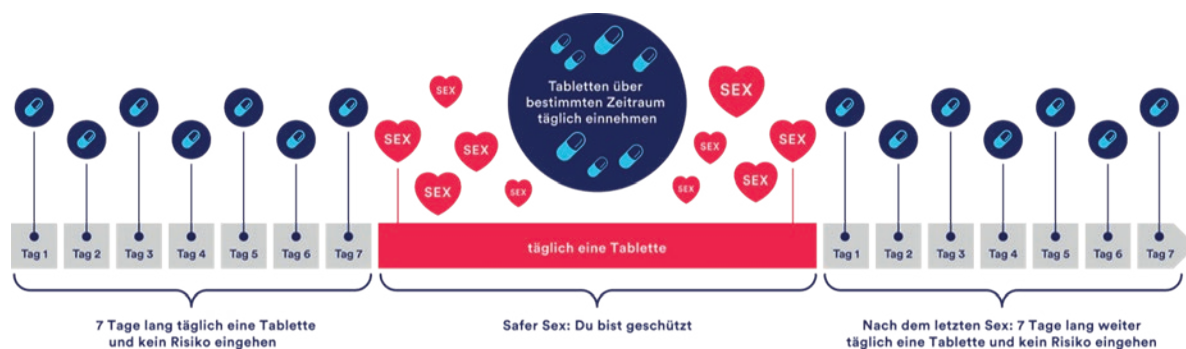 Tabletten über
bestimmten Zeitraum
täglich einnehmen
SEX
SEX
SEX
SEX
SEX
SEX
SEX
SEX
SEX
SEX
Tag 1
Tag 2
Tag 3
Tag 4
Tag 5
Tag 6
Tag 7
täglich eine Tablette
Tag 1
Tag 2
Tag 3
Tag 4
Tag 5
Tag 6
Tag 7
7 Tage lang täglich eine Tablette
und kein Risiko eingehen
Safer Sex: Du bist geschützt
Nach dem letzten Sex: 7 Tage lang weiter
täglich eine Tablette und kein Risiko eingehen